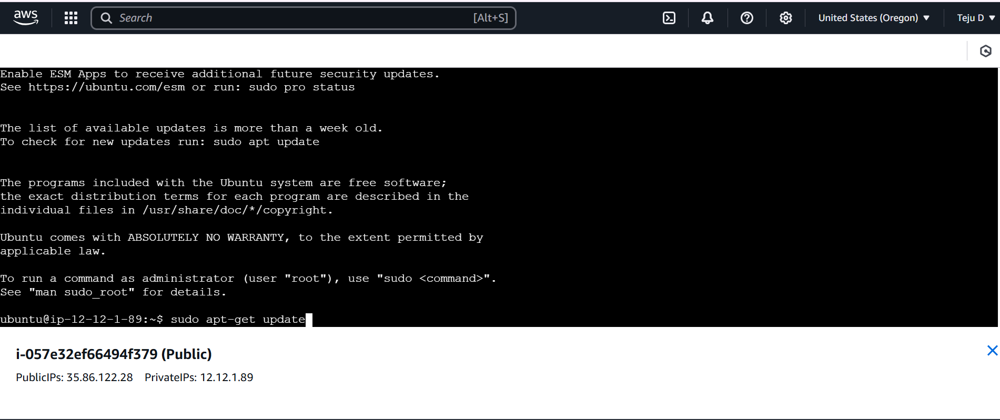 aws
Search [Alt+S]
United States (Oregon)
Teju D
Enable ESM Apps to receive additional future security updates.
See https://ubuntu.com/esm or run: sudo pro status
The list of available updates is more than a week old.
To check for new updates run: sudo apt update
The programs included with the Ubuntu system are free software;
the exact distribution terms for each program are described in the
individual files in /usr/share/doc/*/copyright.
Ubuntu comes with ABSOLUTELY NO WARRANTY, to the extent permitted by
applicable law.
To run a command as administrator (user "root"), use "sudo <command>".
See "man sudo_root" for details.
ubuntu@ip-12-12-1-89:~$ sudo apt-get update
i-057e32ef66494f379 (Public)
PublicIPs: 35.86.122.28 PrivateIPs: 12.12.1.89